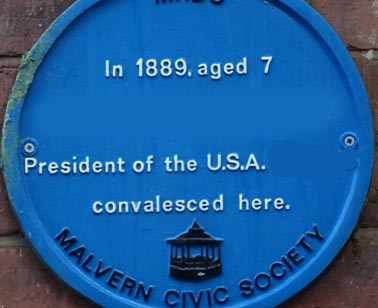 In 1889, aged 7
President of the U.S.A.
convalesced here.
MALVERN CIVIC SOCIETY